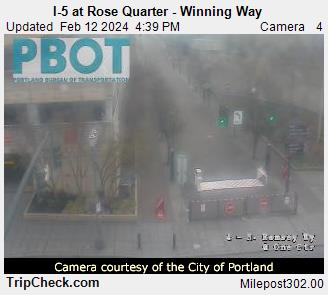 I-5 at Rose Quarter - Winning Way
Updated Feb 12 2024 4:39 PM Camera 4
PBOT
PORTLAND BUREAU OF TRANSPORTATION
Camera courtesy of the City of Portland
TripCheck.com Milepost302.00